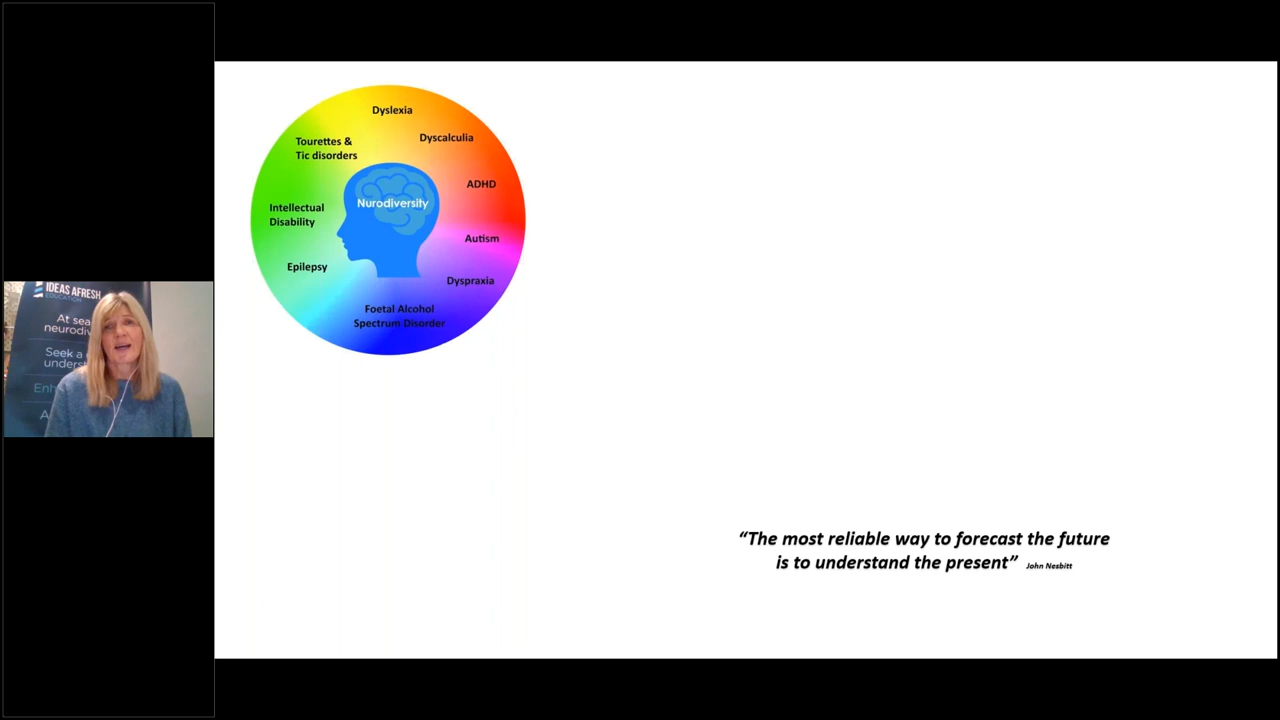 IDEAS AFRESH
EDUCATION
At sea
neurodiv
Seek a
unders
Enh
A
Dyslexia
Dyscalculia
Tourettes &
Tic disorders
ADHD
Nurodiversity
Intellectual
Disability
Autism
Epilepsy
Dyspraxia
Foetal Alcohol
Spectrum Disorder
“The most reliable way to forecast the future
is to understand the present” John Nesbitt